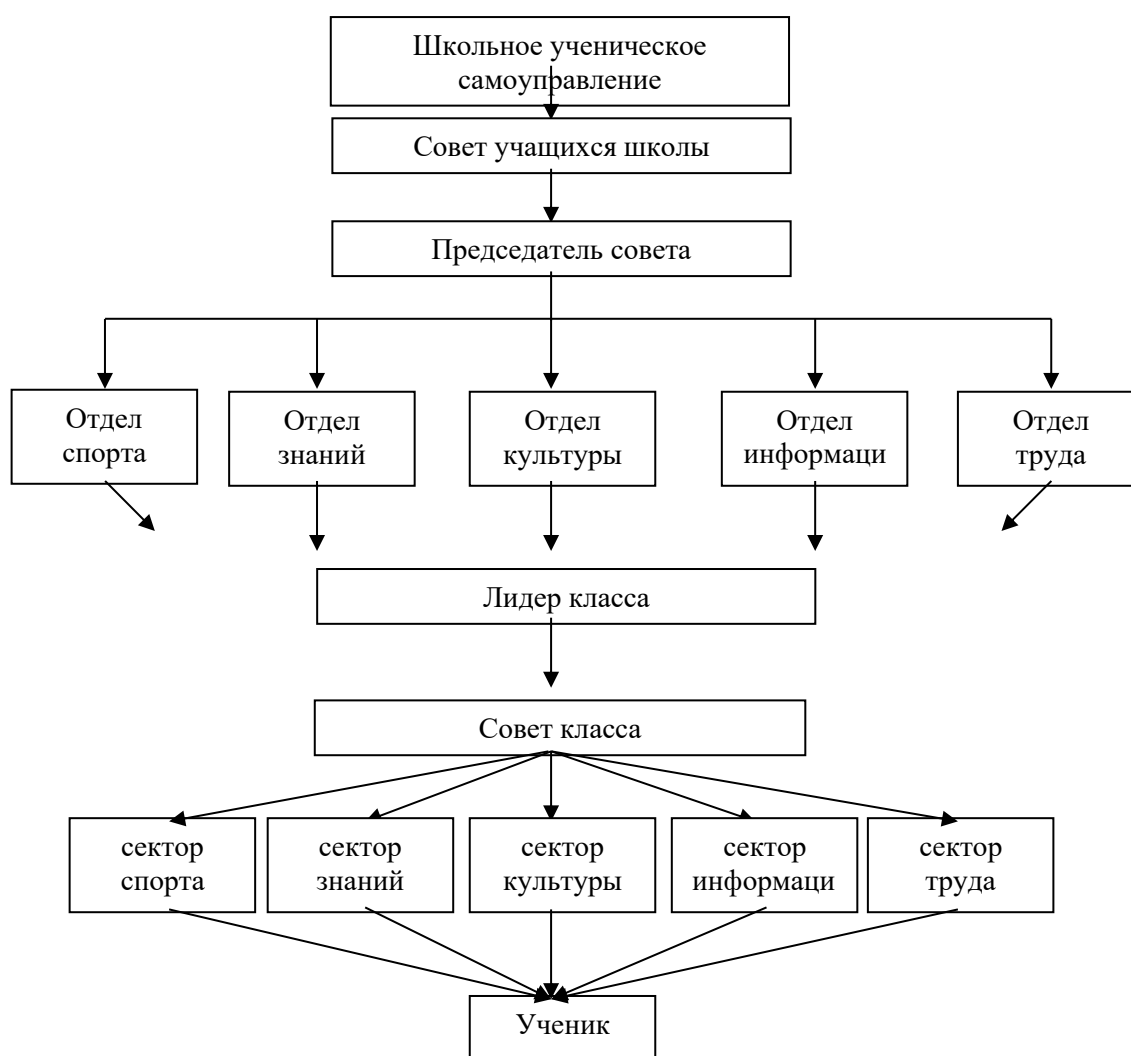 Школьное ученическое
самоуправление
Совет учащихся школы
Председатель совета
Отдел
спорта
Отдел
знаний
Отдел
культуры
Отдел
информаци
Отдел
труда
Лидер класса
Совет класса
сектор
спорта
сектор
знаний
сектор
культуры
сектор
информаци
сектор
труда
Ученик